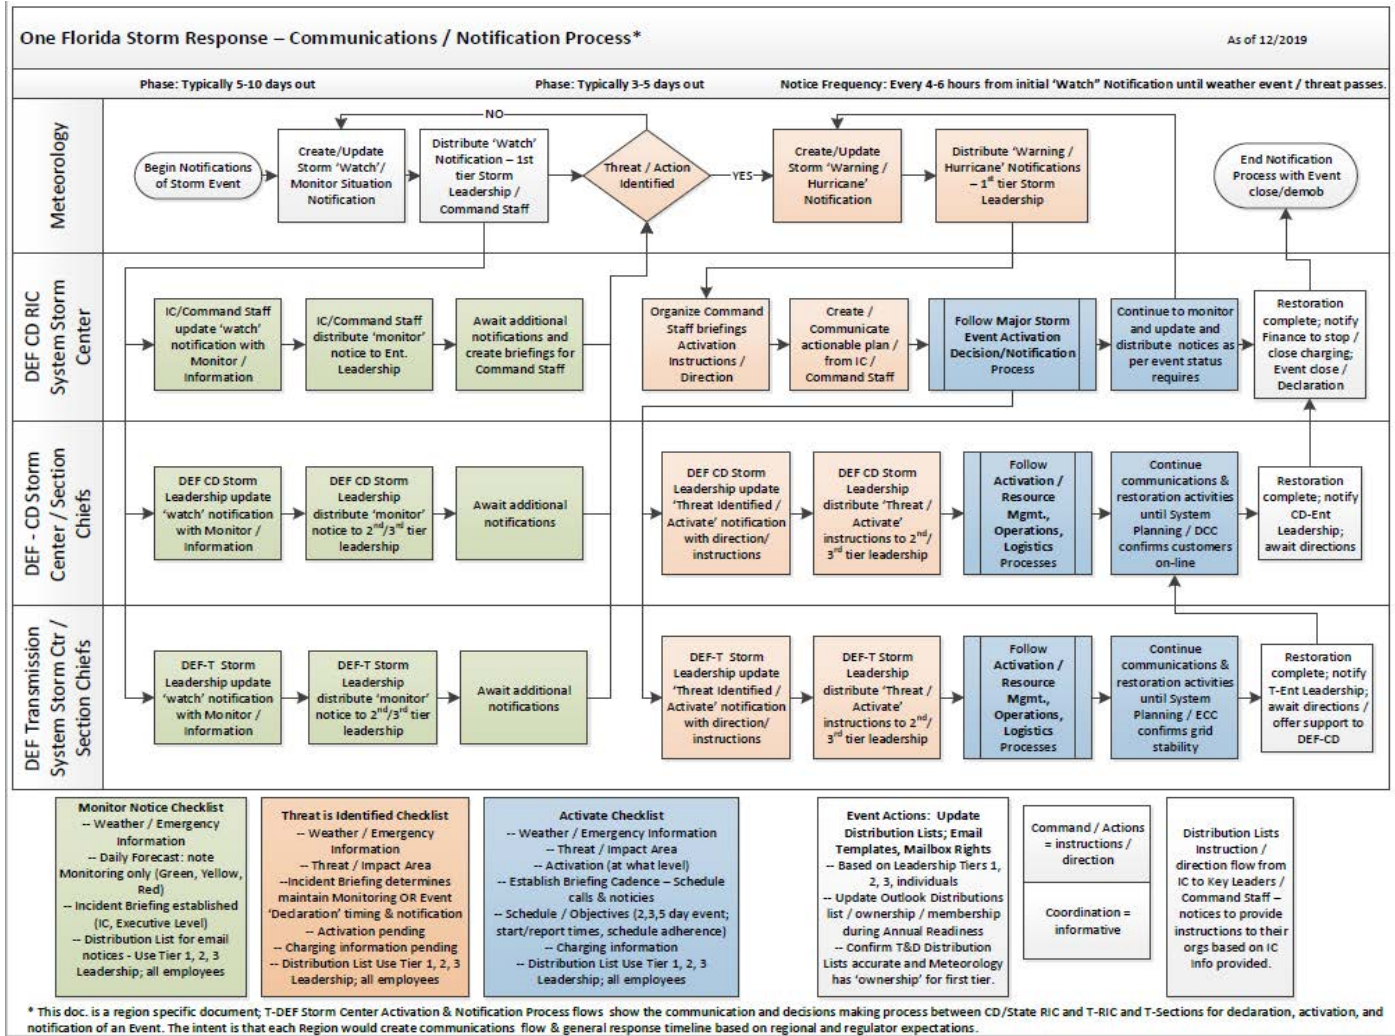 One Florida Storm Response – Communications / Notification Process*
As of 12/2019
Phase: Typically 5-10 days out
Phase: Typically 3-5 days out
Notice Frequency: Every 4-6 hours from initial 'Watch" Notification until weather event / threat passes.
Meteorology
Begin Notifications
of Storm Event
Create/Update
Storm 'Watch'/
Monitor Situation
Notification
Distribute 'Watch'
Notification – 1st
tier Storm
Leadership /
Command Staff
NO
Threat / Action
Identified
YES
Create/Update
Storm 'Warning /
Hurricane'
Notification
Distribute 'Warning /
Hurricane' Notifications
– 1st tier Storm
Leadership
End Notification
Process with Event
close/demob
DEF CD RIC
System Storm
Center
IC/Command Staff
update 'watch'
notification with
Monitor /
Information
IC/Command Staff
distribute 'monitor'
notice to Ent.
Leadership
Await additional
notifications and
create briefings for
Command Staff
Organize Command
Staff briefings
Activation
Instructions /
Direction
Create /
Communicate
actionable plan /
from IC /
Command Staff
Follow Major Storm
Event Activation
Decision/Notification
Process
Continue to monitor
and update and
distribute notices as
per event status
requires
Restoration
complete; notify
Finance to stop /
close charging;
Event close /
Declaration
DEF - CD Storm
Center / Section
Chiefs
DEF CD Storm
Leadership update
'watch' notification
with Monitor /
Information
DEF CD Storm
Leadership
distribute 'monitor'
notice to 2nd/3rd tier
leadership
Await additional
notifications
DEF CD Storm
Leadership update
'Threat Identified /
Activate' notification
with direction/
instructions
DEF CD Storm
Leadership
distribute 'Threat /
Activate'
instructions to 2nd/
3rd tier leadership
Follow
Activation /
Resource
Mgmt.,
Operations,
Logistics
Processes
Continue
communications &
restoration activities
until System
Planning / DCC
confirms customers
on-line
Restoration
complete; notify
CD-Ent
Leadership;
await directions
DEF Transmission
System Storm Ctr /
Section Chiefs
DEF-T Storm
Leadership update
'watch' notification
with Monitor /
Information
DEF-T Storm
Leadership
distribute 'monitor'
notice to 2nd/3rd tier
leadership
Await additional
notifications
DEF-T Storm
Leadership update
'Threat Identified /
Activate' notification
with direction/
instructions
DEF-T Storm
Leadership
distribute 'Threat /
Activate'
instructions to 2nd/
3rd tier leadership
Follow
Activation /
Resource
Mgmt.,
Operations,
Logistics
Processes
Continue
communications &
restoration activities
until System
Planning / ECC
confirms grid
stability
Restoration
complete; notify
T-Ent Leadership;
await directions /
offer support to
DEF-CD
Monitor Notice Checklist
-- Weather / Emergency
Information
-- Daily Forecast: note
Monitoring only (Green, Yellow,
Red)
-- Incident Briefing established
(IC, Executive Level)
-- Distribution List for email
notices - Use Tier 1, 2, 3
Leadership; all employees
Threat is Identified Checklist
-- Weather / Emergency
Information
-- Threat / Impact Area
--Incident Briefing determines
maintain Monitoring OR Event
'Declaration' timing & notification
-- Activation pending
-- Charging information pending
-- Distribution List Use Tier 1, 2, 3
Leadership; all employees
Activate Checklist
-- Weather / Emergency Information
-- Threat / Impact Area
-- Activation (at what level)
-- Establish Briefing Cadence – Schedule
calls & noticies
-- Schedule / Objectives (2,3,5 day event;
start/report times, schedule adherence)
-- Charging information
-- Distribution List Use Tier 1, 2, 3
Leadership; all employees
Event Actions: Update
Distribution Lists; Email
Templates, Mailbox Rights
-- Based on Leadership Tiers 1,
2, 3, individuals
-- Update Outlook Distributions
list / ownership / membership
during Annual Readiness
-- Confirm T&D Distribution
Lists accurate and Meteorology
has 'ownership' for first tier.
Command / Actions
= instructions /
direction
Coordination =
informative
Distribution Lists
Instruction /
direction flow from
IC to Key Leaders /
Command Staff –
notices to provide
instructions to their
orgs based on IC
Info provided.
* This doc. is a region specific document; T-DEF Storm Center Activation & Notification Process flows show the communication and decisions making process between CD/State RIC and T-RIC and T-Sections for declaration, activation, and
notification of an Event. The intent is that each Region would create communications flow & general response timeline based on regional and regulator expectations.